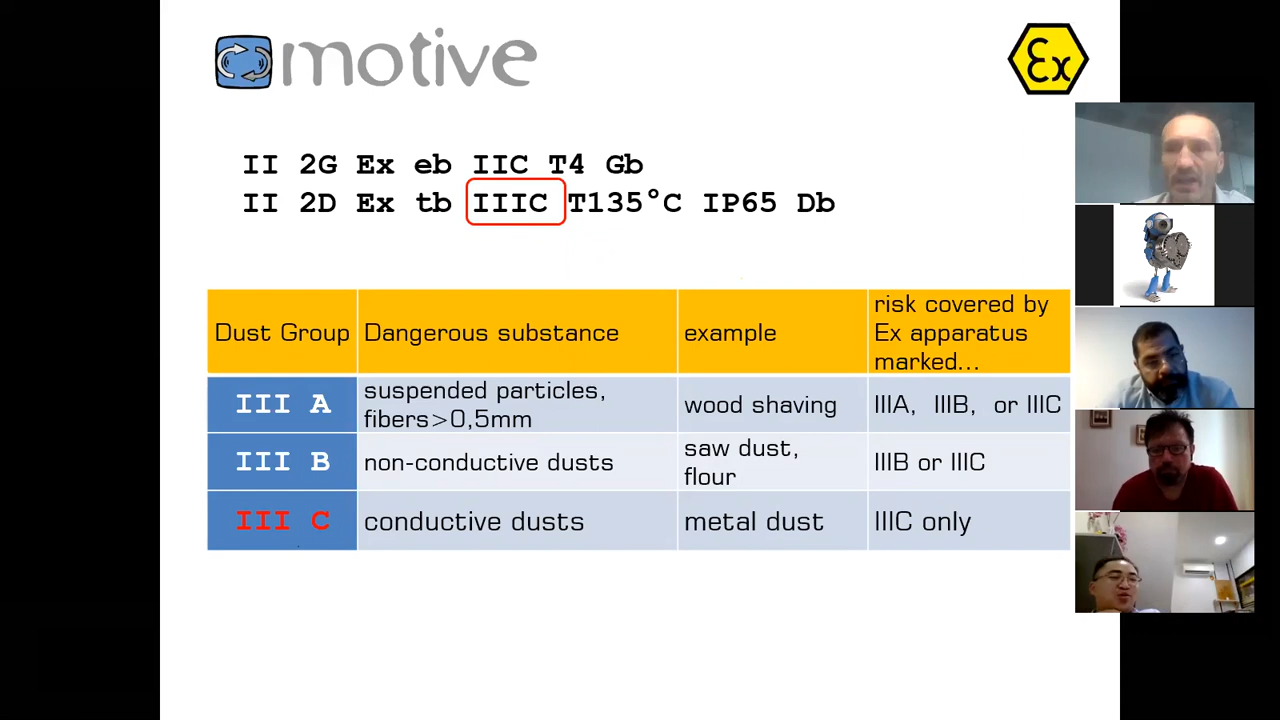 motive
Ex
II 2G Ex eb IIC T4 Gb
II 2D Ex tb IIIC T135°C IP65 Db
Dust Group
Dangerous substance
example
risk covered by
Ex apparatus
marked...
III A
suspended particles,
fibers>0,5mm
wood shaving
IIIA, IIIB, or IIIC
III B
non-conductive dusts
saw dust,
flour
IIIB or IIIC
III C
conductive dusts
metal dust
IIIC only